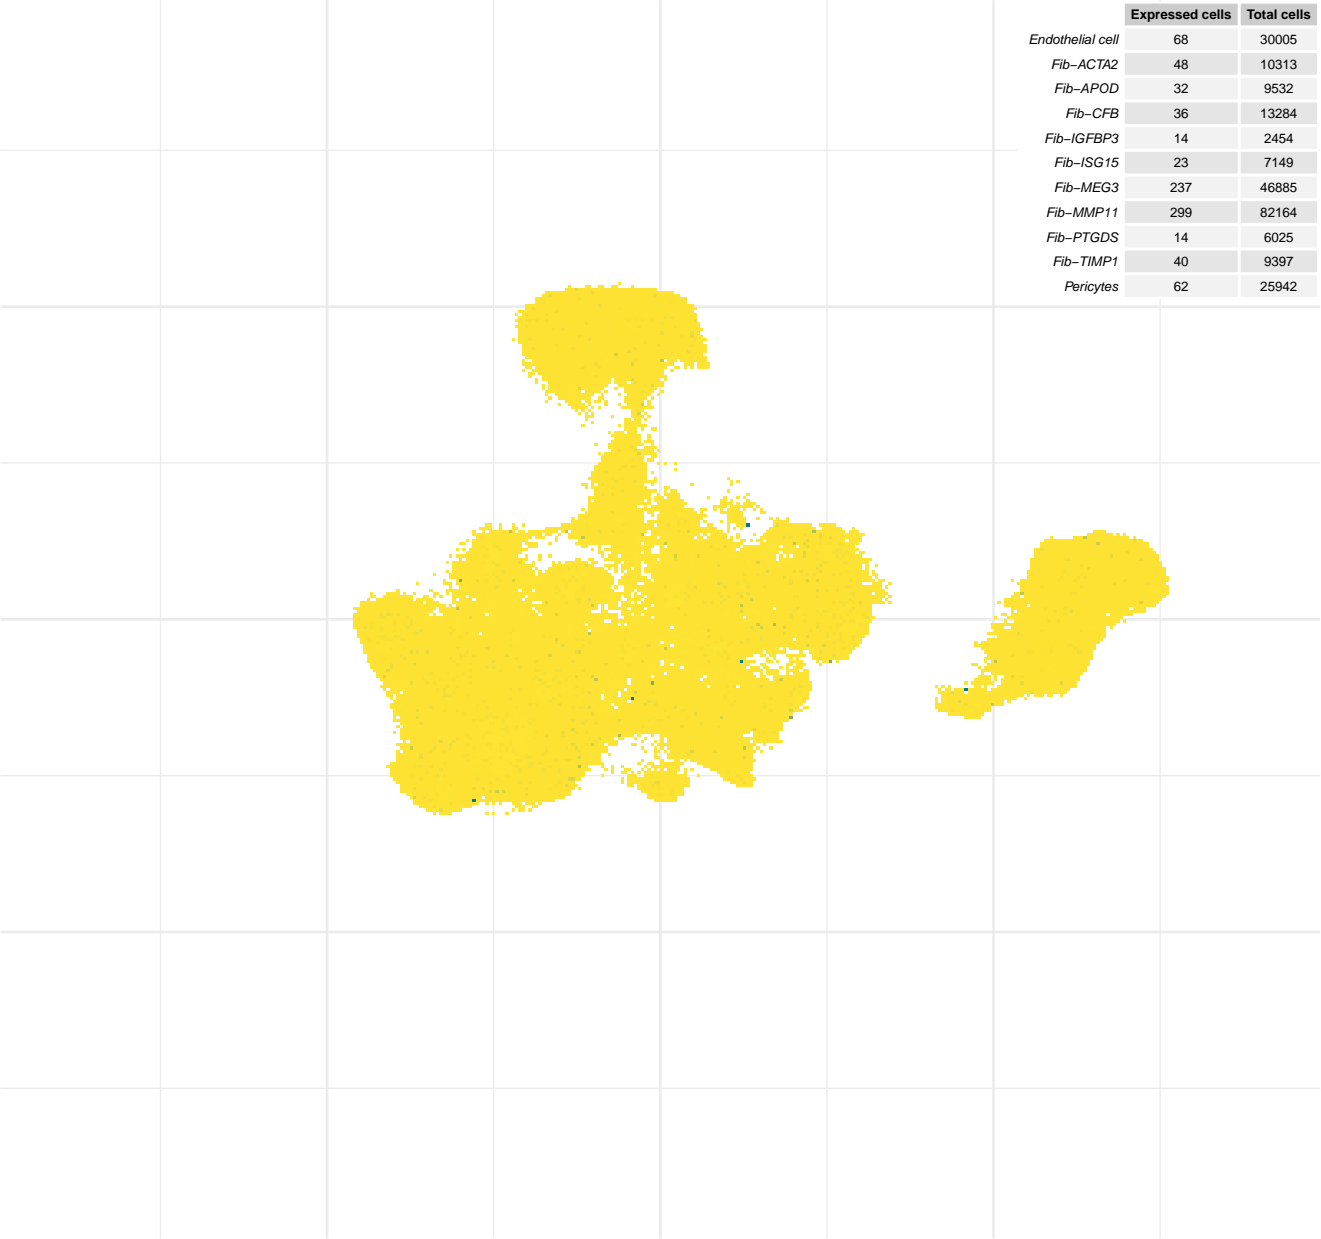 Expressed cells Total cells
Endothelial cell 68 30005
Fib−ACTA2 48 10313
Fib−APOD 32 9532
Fib−CFB 36 13284
Fib−IGFBP3 14 2454
Fib−ISG15 23 7149
Fib−MEG3 237 46885
Fib−MMP11 299 82164
Fib−PTGDS 14 6025
Fib−TIMP1 40 9397
Pericytes 62 25942